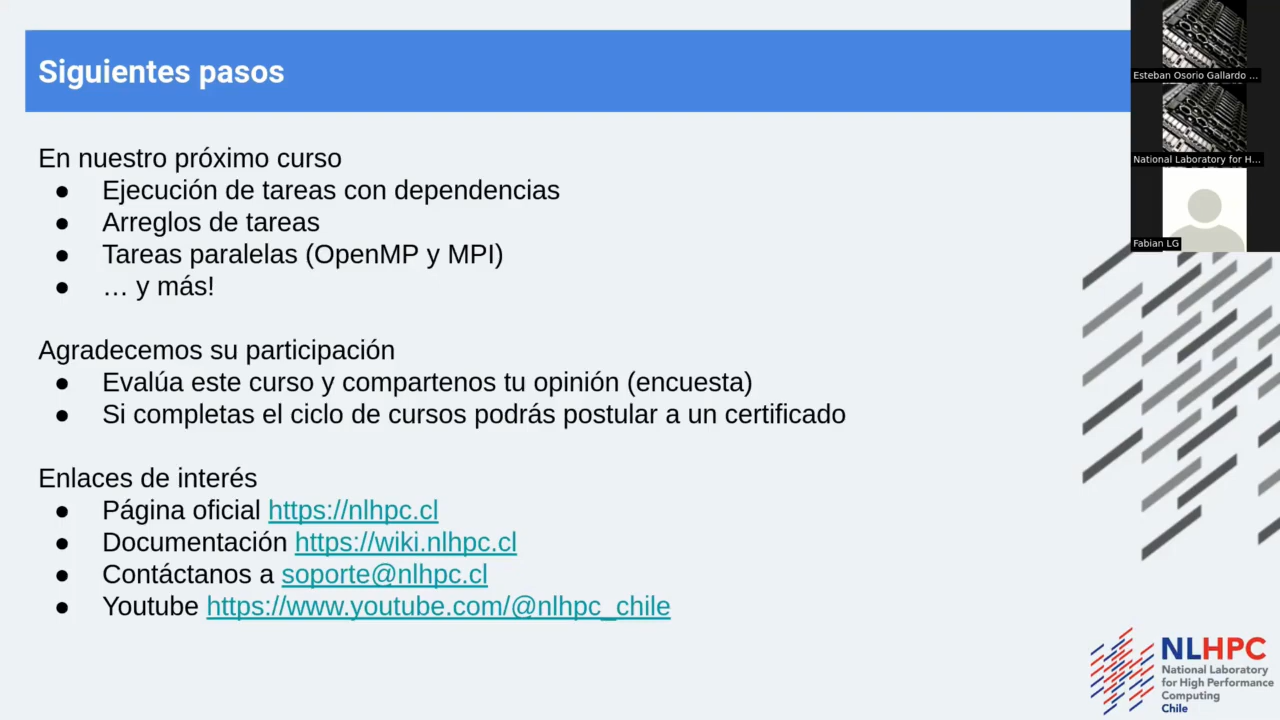 Siguientes pasos
En nuestro próximo curso
● Ejecución de tareas con dependencias
● Arreglos de tareas
● Tareas paralelas (OpenMP y MPI)
● … y más!
Agradecemos su participación
● Evalúa este curso y compartenos tu opinión (encuesta)
● Si completas el ciclo de cursos podrás postular a un certificado
Enlaces de interés
● Página oficial https://nlhpc.cl
● Documentación https://wiki.nlhpc.cl
● Contáctanos a soporte@nlhpc.cl
● Youtube https://www.youtube.com/@nlhpc_chile
Esteban Osorio Gallardo ...
National Laboratory for H...
Fabian LG
NLHPC
National Laboratory
for High Performance
Computing
Chile